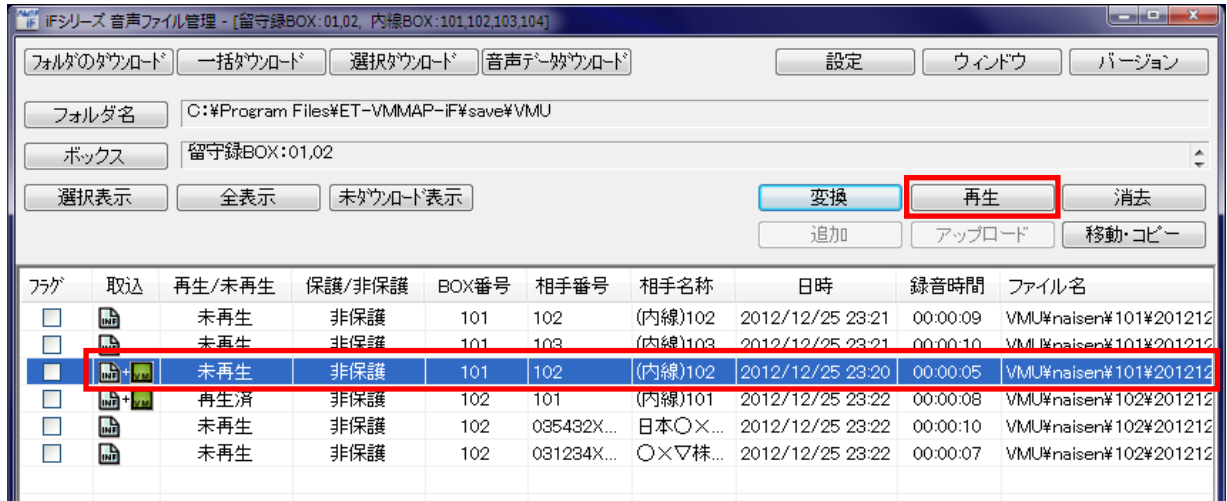 iFシリーズ 音声ファイル管理 - [留守録BOX:01,02, 内線BOX:101,102,103,104]
フォルダのダウンロード 一括ダウンロード 選択ダウンロード 音声データダウンロード 設定 ウィンドウ バージョン
フォルダ名 C:¥Program Files¥ET-VMMAP-iF¥save¥VMU
ボックス 留守録BOX:01,02
選択表示 全表示 未ダウンロード表示 変換 再生 消去
追加 アップロード 移動・コピー
フラグ 取込 再生/未再生 保護/非保護 BOX番号 相手番号 相手名称 日時 録音時間 ファイル名
INF 未再生 非保護 101 102 (内線)102 2012/12/25 23:21 00:00:09 VMU¥naisen¥101¥201212
INF 未再生 非保護 101 103 (内線)103 2012/12/25 23:21 00:00:10 VMU¥naisen¥101¥201212
INF+VM 未再生 非保護 101 102 (内線)102 2012/12/25 23:20 00:00:05 VMU¥naisen¥101¥201212
INF+VM 再生済 非保護 102 101 (内線)101 2012/12/25 23:22 00:00:08 VMU¥naisen¥102¥201212
INF 未再生 非保護 102 035432X... 日本○×... 2012/12/25 23:22 00:00:10 VMU¥naisen¥102¥201212
INF 未再生 非保護 102 031234X... ○×▽株... 2012/12/25 23:22 00:00:07 VMU¥naisen¥102¥201212